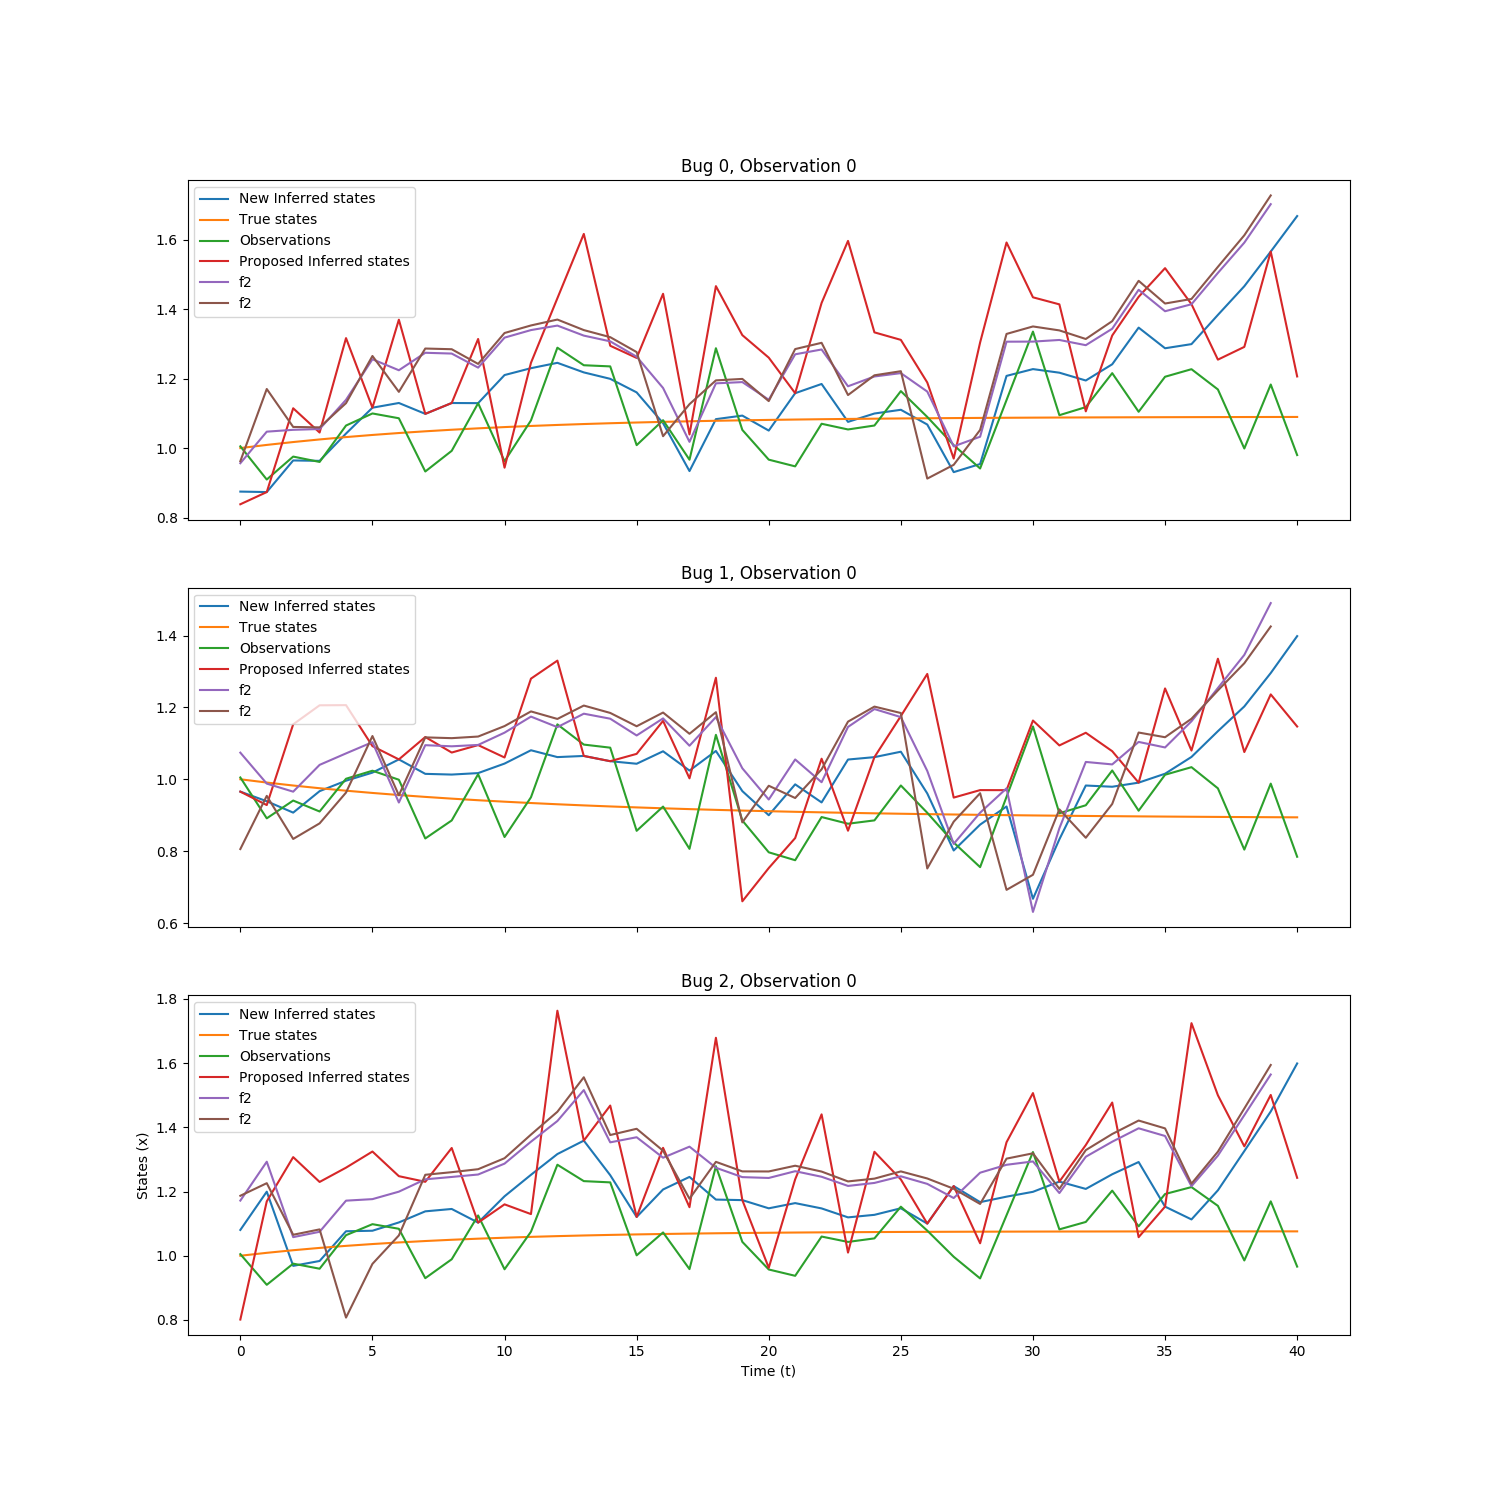 Bug 0, Observation 0
New Inferred states
True states
Observations
Proposed Inferred states
f2
f2
1.6
1.4
1.2
1.0
0.8
Bug 1, Observation 0
New Inferred states
True states
Observations
Proposed Inferred states
f2
f2
1.4
1.2
1.0
0.8
0.6
Bug 2, Observation 0
New Inferred states
True states
Observations
Proposed Inferred states
f2
f2
1.8
1.6
1.4
1.2
1.0
0.8
States (x)
0 5 10 15 20 25 30 35 40
Time (t)